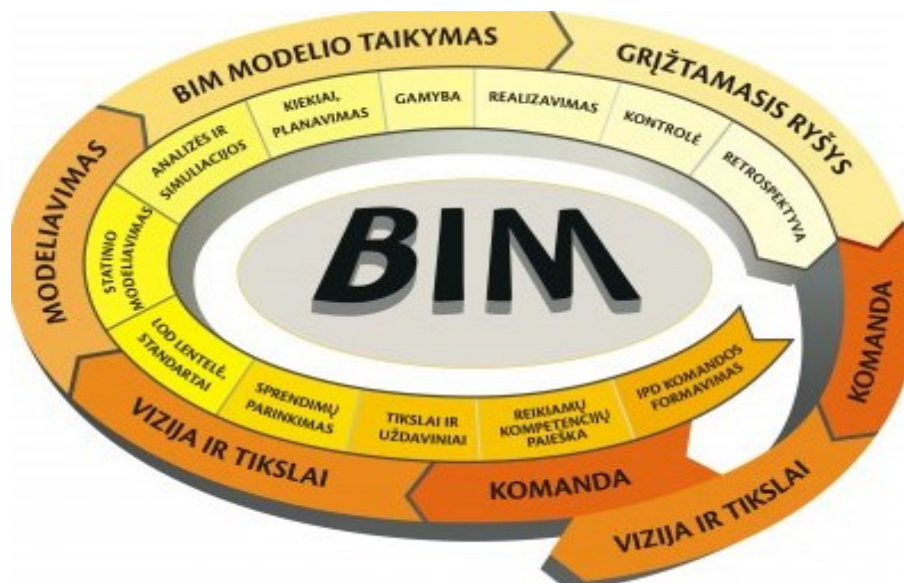 BIM MODELIO TAIKYMAS
GRĮŽTAMASIS RYŠYS
KOMANDA
VIZIJA IR TIKSLAI
KOMANDA
VIZIJA IR TIKSLAI
MODELIAVIMAS
ANALIZĖS IR
SIMULIACIJOS
KIEKIAI,
PLANAVIMAS
GAMYBA
REALIZAVIMAS
KONTROLĖ
RETROSPEKTYVA
STATINIO
MODELIAVIMAS
LOD LENTELĖ,
STANDARTAI
SPRENDIMŲ
PARINKIMAS
TIKSLAI IR
UŽDAVINIAI
REIKIAMŲ
KOMPETENCIJŲ
PAIEŠKA
IPD KOMANDOS
FORMAVIMAS
BIM